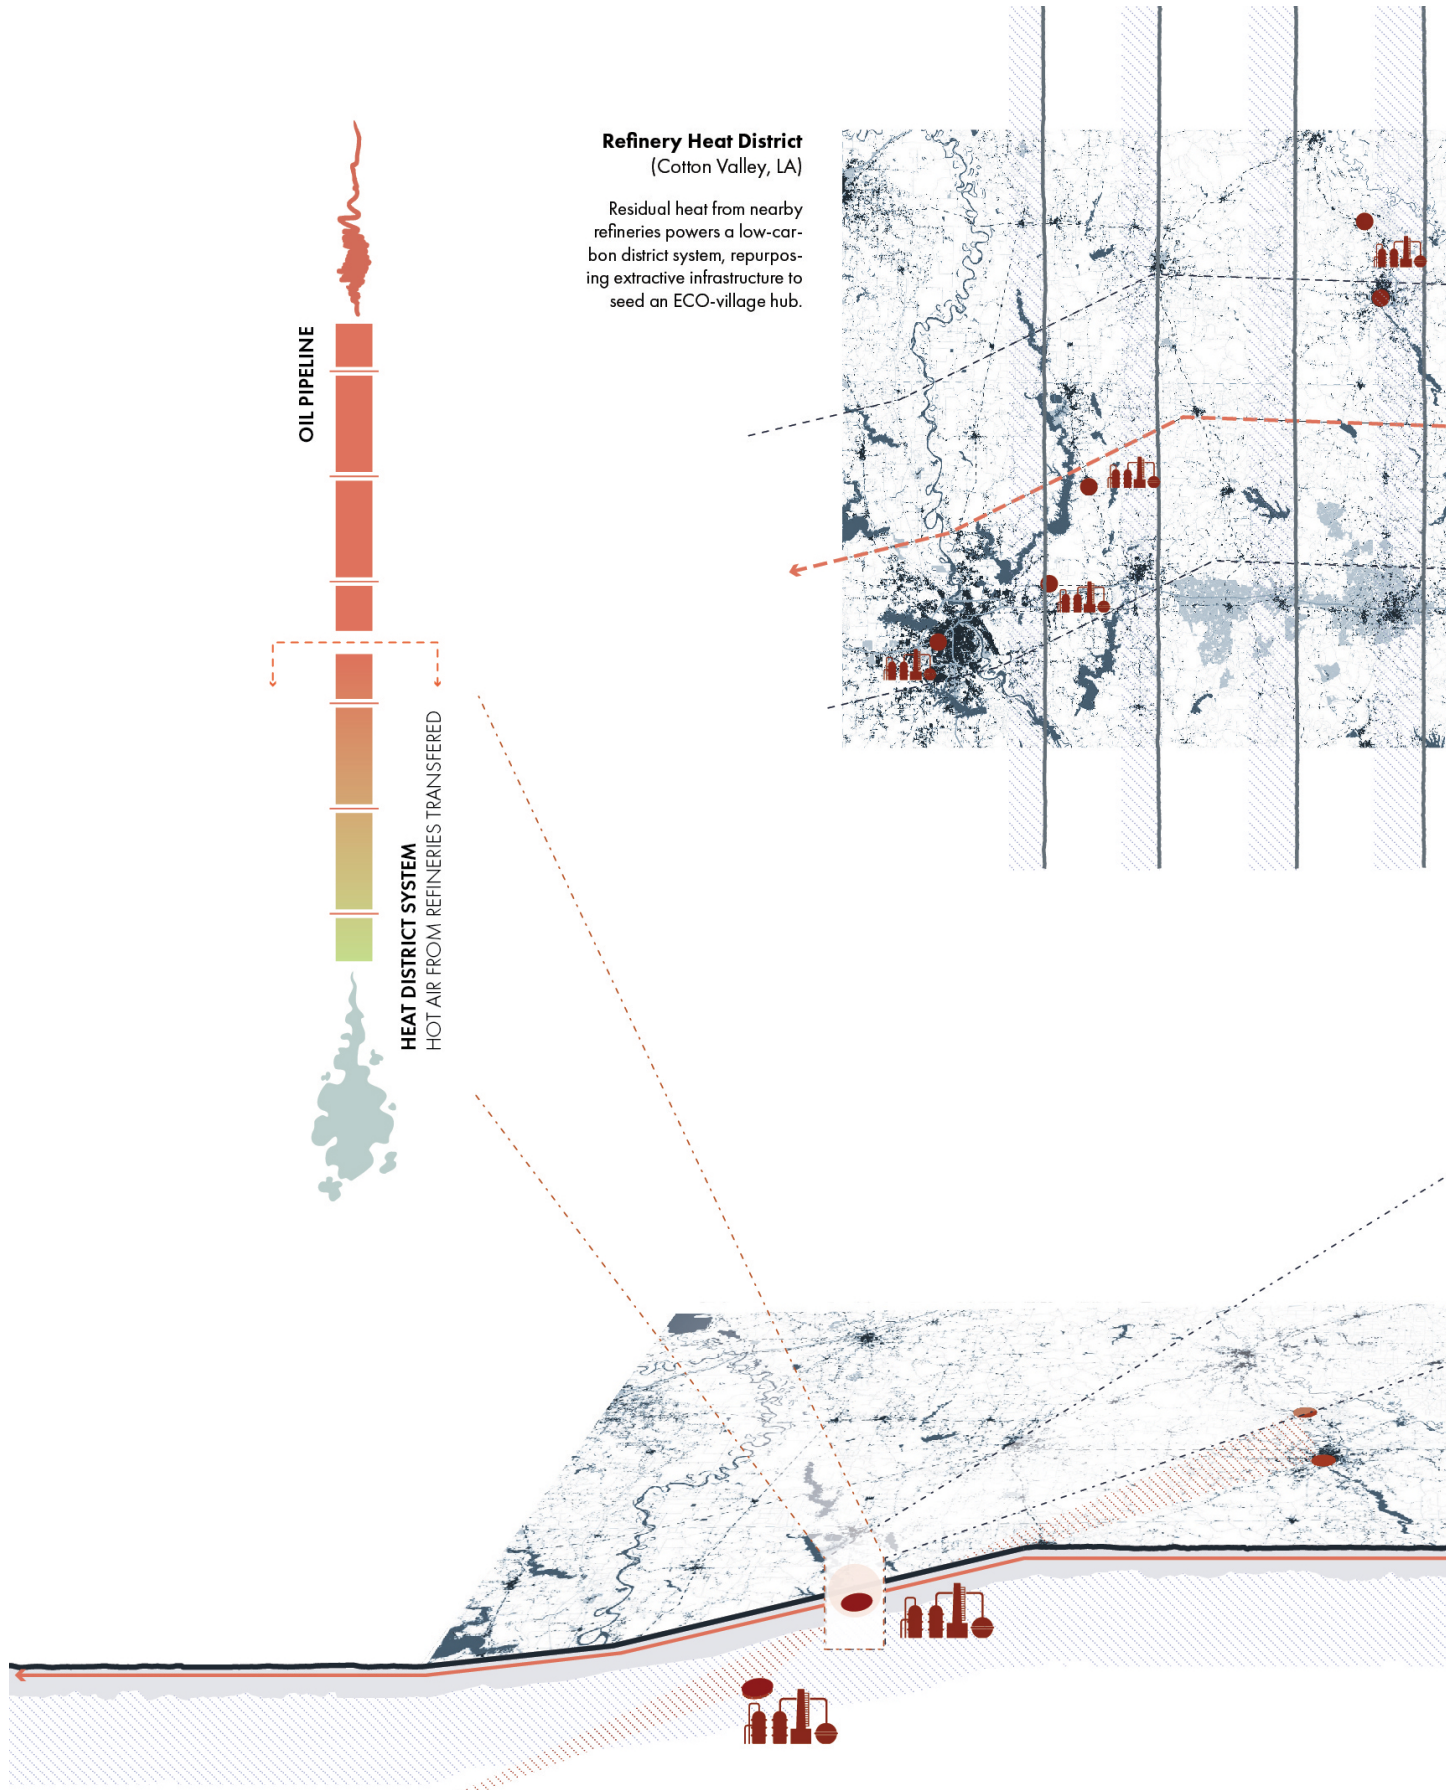 Refinery Heat District
(Cotton Valley, LA)
Residual heat from nearby
refineries powers a low-car-
bon district system, repurpos-
ing extractive infrastructure to
seed an ECO-village hub.
OIL PIPELINE
HEAT DISTRICT SYSTEM
HOT AIR FROM REFINERIES TRANSFERED